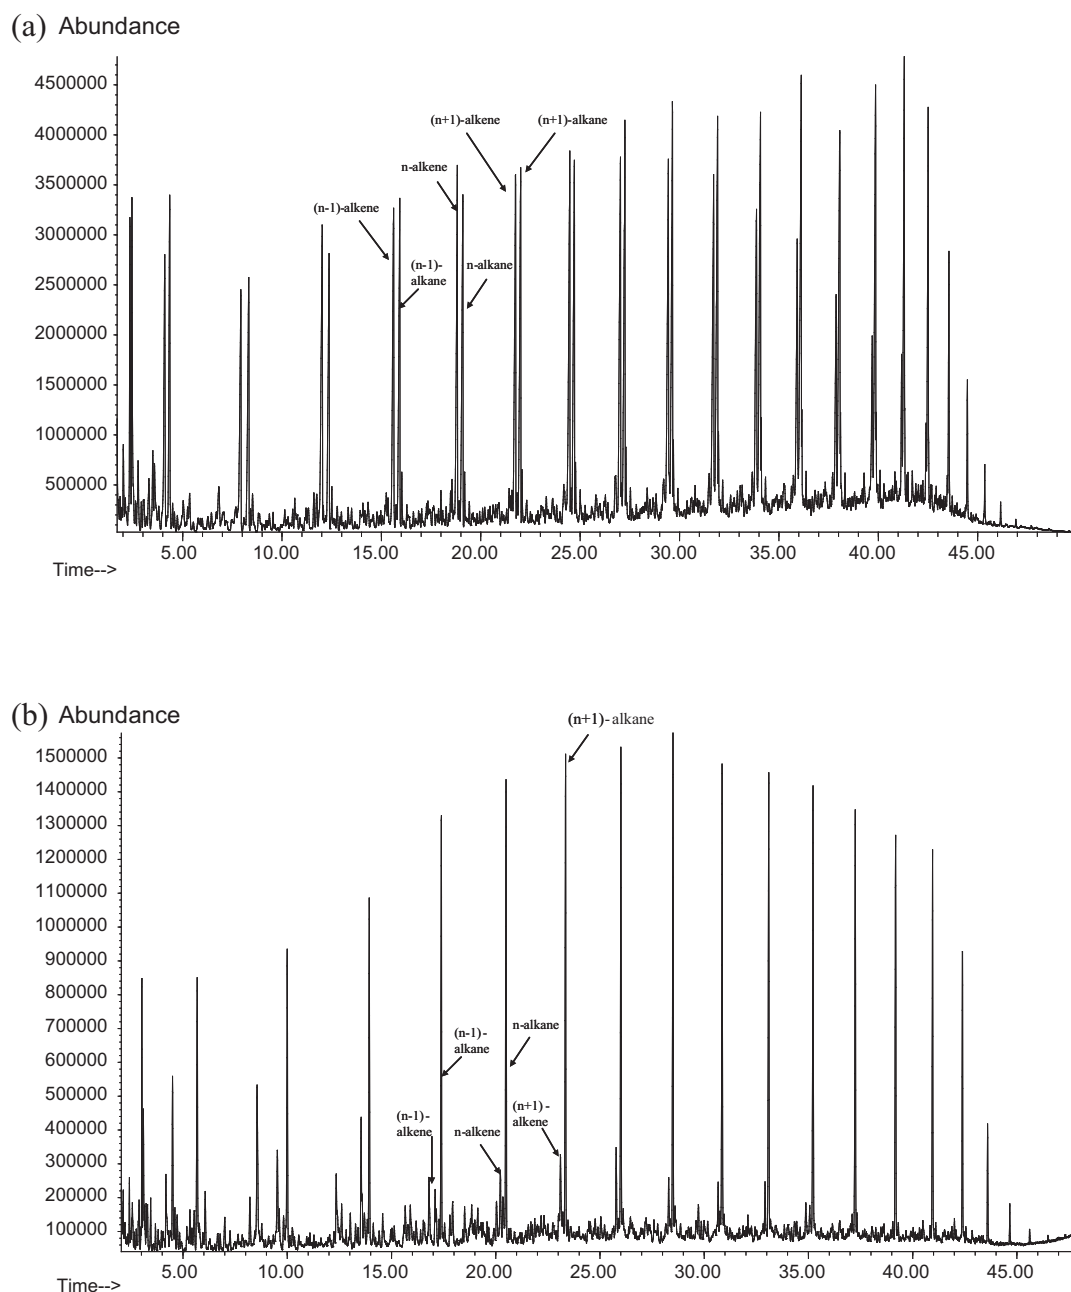 (a) Abundance
4500000
4000000
(n+1)-alkene
(n+1)-alkane
3500000
n-alkene
3000000
(n-1)-alkene
(n-1)-
alkane
n-alkane
2500000
2000000
1500000
1000000
500000
5.00 10.00 15.00 20.00 25.00 30.00 35.00 40.00 45.00
Time-->
(b) Abundance
(n+1)- alkane
1500000
1400000
1300000
1200000
1100000
1000000
900000
800000
700000
(n-1)-
alkane
n-alkane
600000
500000
400000
(n-1)-
alkene
n-alkene
(n+1)-
alkene
300000
200000
100000
5.00 10.00 15.00 20.00 25.00 30.00 35.00 40.00 45.00
Time-->